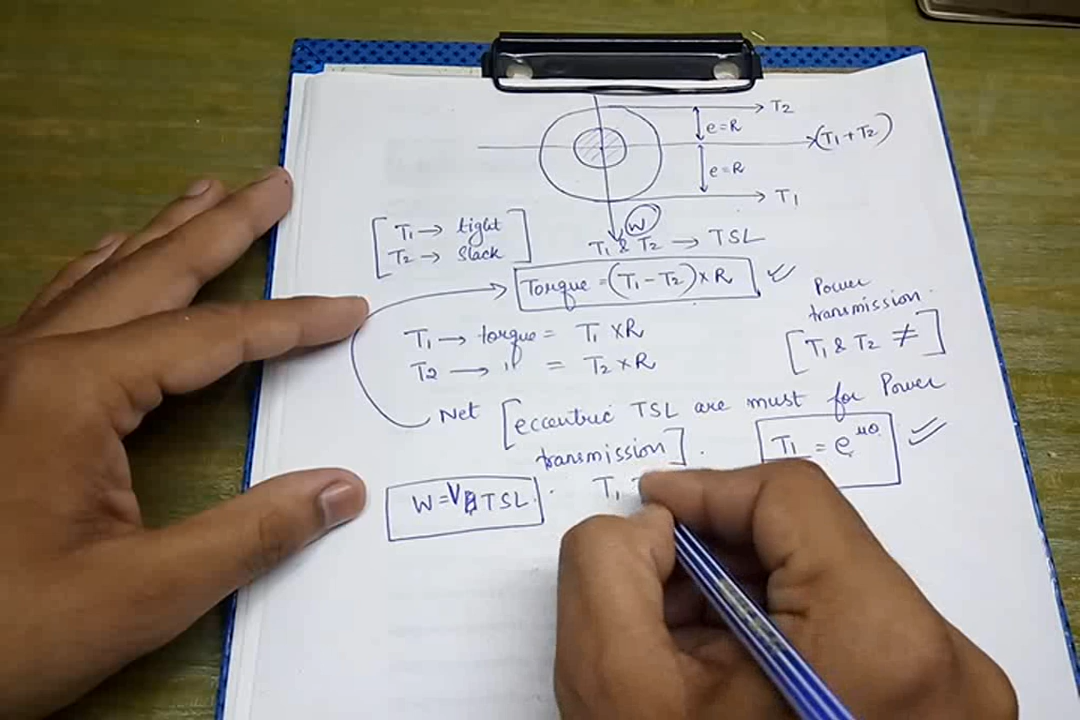 T2
e=R
(T1+T2)
e=R
T1
W
[T1 → tight
T2 → Slack]
T1 & T2 → TSL
Torque = (T1 - T2) × R ✓
Power
transmission.
[T1 & T2 ≠]
T1 → torque = T1 × R
T2 → 〃 = T2 × R
Net [eccentric TSL are must for Power
transmission].
T1 = e^μθ
W = TSL.
T1